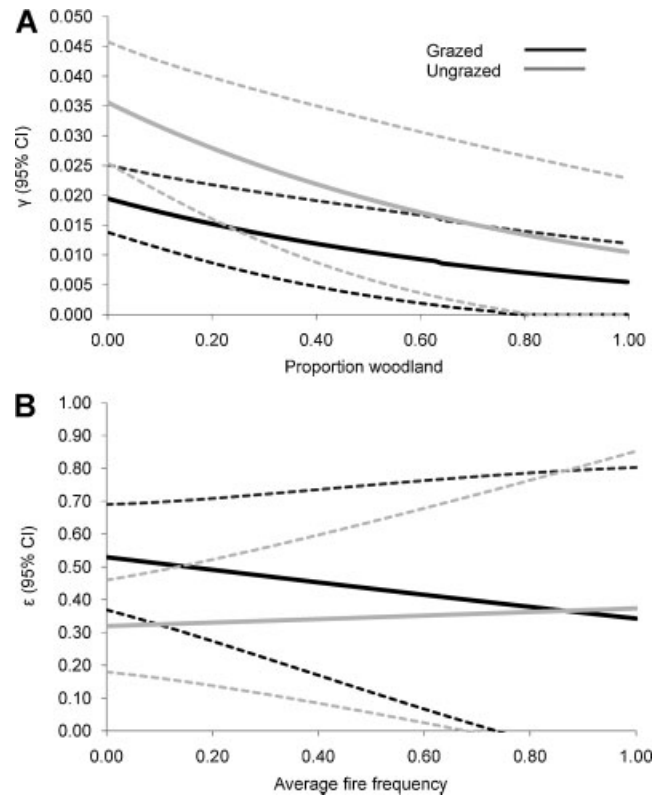 A
0.050
0.045
0.040
0.035
0.030
0.025
0.020
0.015
0.010
0.005
0.000
γ (95% CI)
Grazed
Ungrazed
0.00 0.20 0.40 0.60 0.80 1.00
Proportion woodland
B
1.00
0.90
0.80
0.70
0.60
0.50
0.40
0.30
0.20
0.10
0.00
ε (95% CI)
0.00 0.20 0.40 0.60 0.80 1.00
Average fire frequency